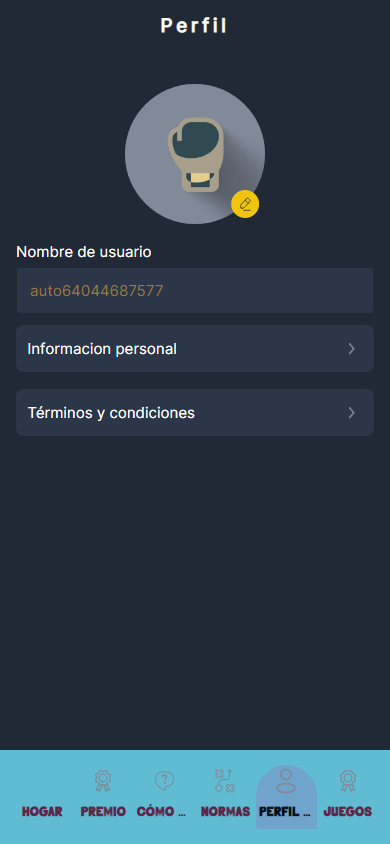 Perfil
Nombre de usuario
auto64044687577
Informacion personal
Términos y condiciones
HOGAR PREMIO CÓMO ... NORMAS PERFIL ... JUEGOS